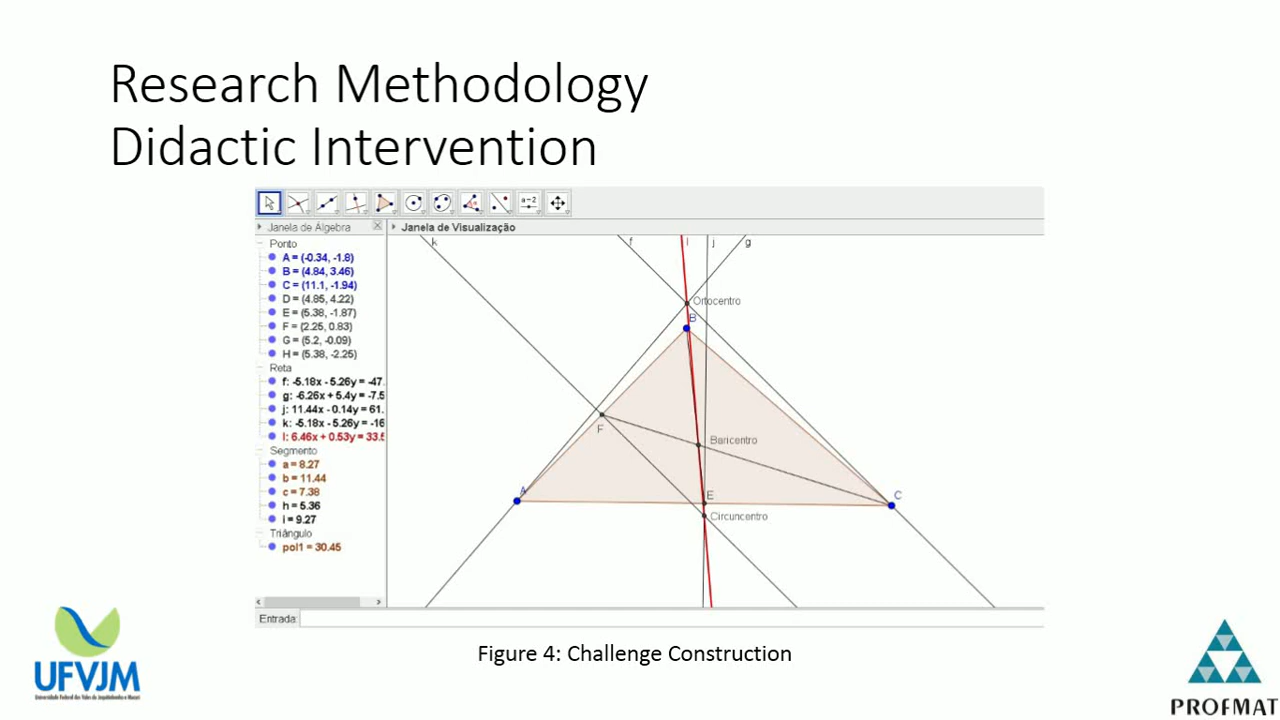 Research Methodology
Didactic Intervention
a=2
Janela de Álgebra
Janela de Visualização
Ponto
A = (-0.34, -1.8)
B = (4.84, 3.46)
C = (11.1, -1.94)
D = (4.85, 4.22)
E = (5.38, -1.87)
F = (2.25, 0.83)
G = (5.2, -0.09)
H = (5.38, -2.25)
Reta
f: -5.18x - 5.26y = -47.
g: -6.26x + 5.4y = -7.5
j: 11.44x - 0.14y = 61.
k: -5.18x - 5.26y = -16
l: 6.46x + 0.53y = 33.5
Segmento
a = 8.27
b = 11.44
c = 7.38
h = 5.36
i = 9.27
Triângulo
pol1 = 30.45
k
f
l
j
g
Ortocentro
B
F
Baricentro
A
E
C
Circuncentro
Entrada:
Figure 4: Challenge Construction
UFVJM
PROFMAT